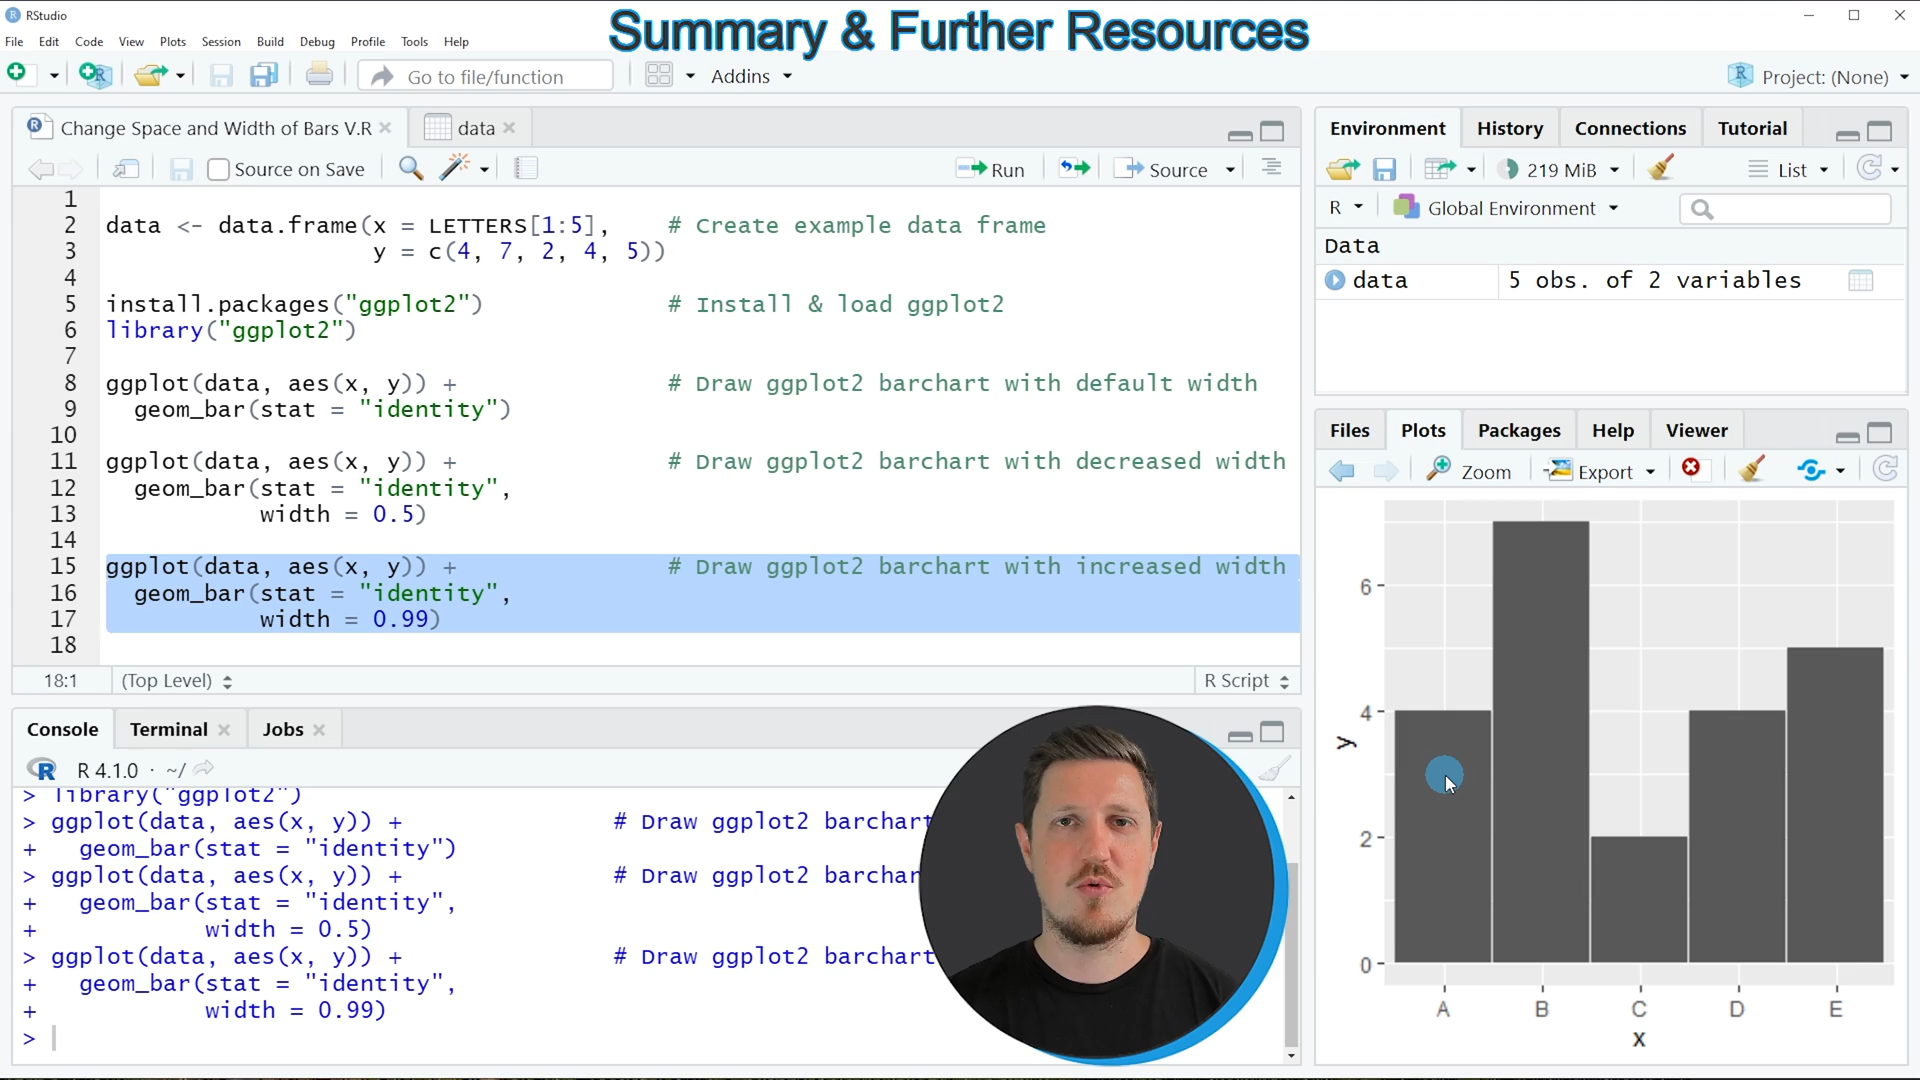 RStudio
Summary & Further Resources
File Edit Code View Plots Session Build Debug Profile Tools Help
Go to file/function
Addins
Project: (None)
Change Space and Width of Bars V.R
data
Source on Save
Run
Source
1
2 data <- data.frame(x = LETTERS[1:5], # Create example data frame
3 y = c(4, 7, 2, 4, 5))
4
5 install.packages("ggplot2") # Install & load ggplot2
6 library("ggplot2")
7
8 ggplot(data, aes(x, y)) + # Draw ggplot2 barchart with default width
9 geom_bar(stat = "identity")
10
11 ggplot(data, aes(x, y)) + # Draw ggplot2 barchart with decreased width
12 geom_bar(stat = "identity",
13 width = 0.5)
14
15 ggplot(data, aes(x, y)) + # Draw ggplot2 barchart with increased width
16 geom_bar(stat = "identity",
17 width = 0.99)
18
18:1 (Top Level) R Script
Console Terminal Jobs
R 4.1.0 · ~/
> library("ggplot2")
> ggplot(data, aes(x, y)) + # Draw ggplot2 barchart
+ geom_bar(stat = "identity")
> ggplot(data, aes(x, y)) + # Draw ggplot2 barchar
+ geom_bar(stat = "identity",
+ width = 0.5)
> ggplot(data, aes(x, y)) + # Draw ggplot2 barchart
+ geom_bar(stat = "identity",
+ width = 0.99)
>
Environment History Connections Tutorial
219 MiB
List
R
Global Environment
Data
data 5 obs. of 2 variables
Files Plots Packages Help Viewer
Zoom
Export
6
4
2
0
y
A B C D E
x